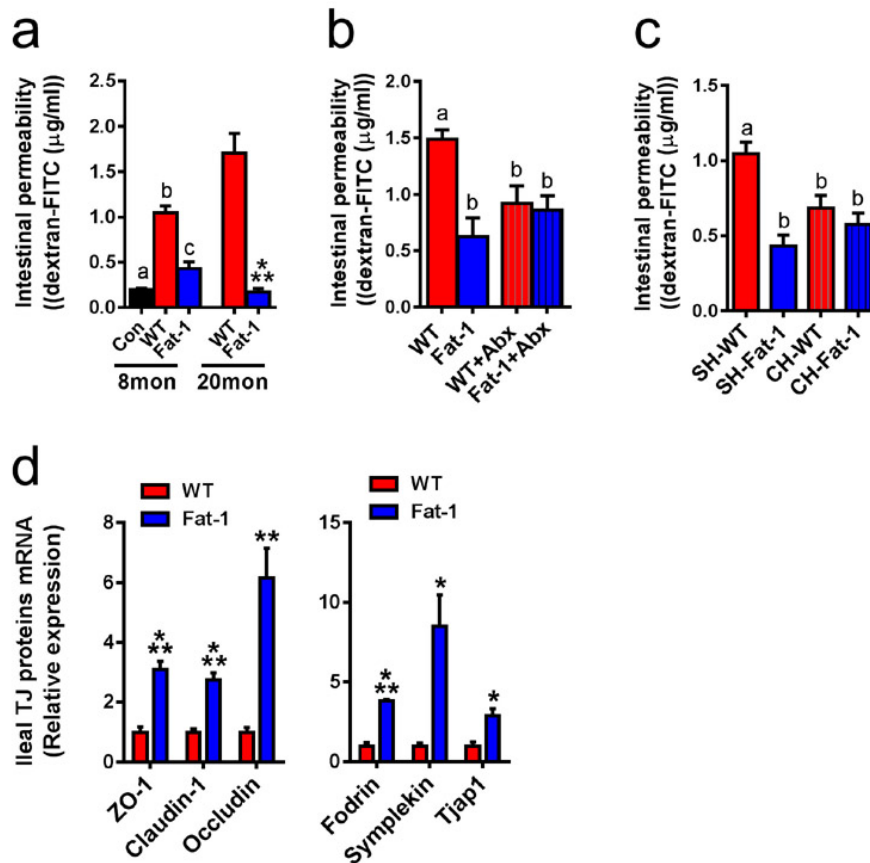 a
Intestinal permeability
((dextran-FITC (μg/ml))
2.5
2.0
1.5
1.0
0.5
0.0
a
b
c
*
**
Con
WT
Fat-1
WT
Fat-1
8mon
20mon
b
Intestinal permeability
((dextran-FITC (μg/ml))
2.0
1.5
1.0
0.5
0.0
a
b
b
b
WT
Fat-1
WT+Abx
Fat-1+Abx
c
Intestinal permeability
((dextran-FITC (μg/ml))
1.5
1.0
0.5
0.0
a
b
b
b
SH-WT
SH-Fat-1
CH-WT
CH-Fat-1
d
Ileal TJ proteins mRNA
(Relative expression)
WT
Fat-1
8
6
4
2
0
*
**
*
**
**
ZO-1
Claudin-1
Occludin
WT
Fat-1
15
10
5
0
*
**
*
*
Fodrin
Symplekin
Tjap1